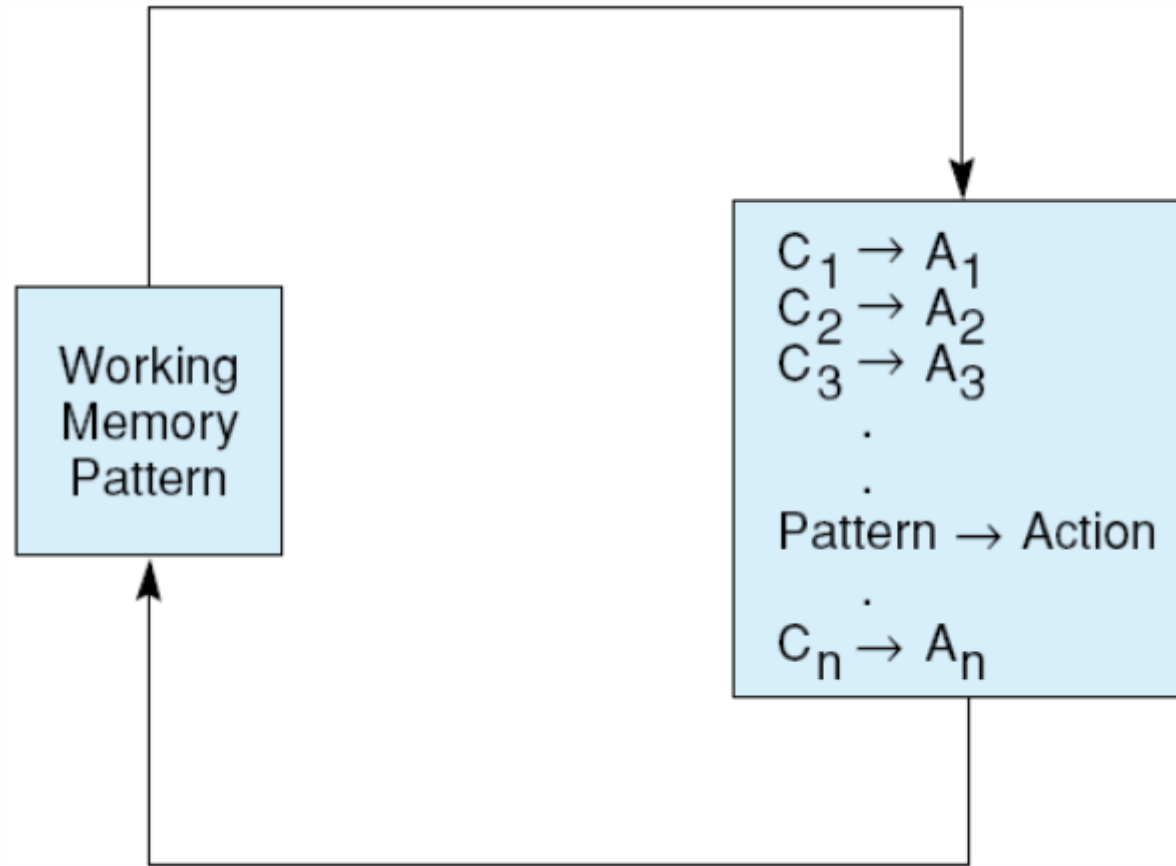 Working
Memory
Pattern
C₁ → A₁
C₂ → A₂
C₃ → A₃
.
.
Pattern → Action
.
Cₙ → Aₙ